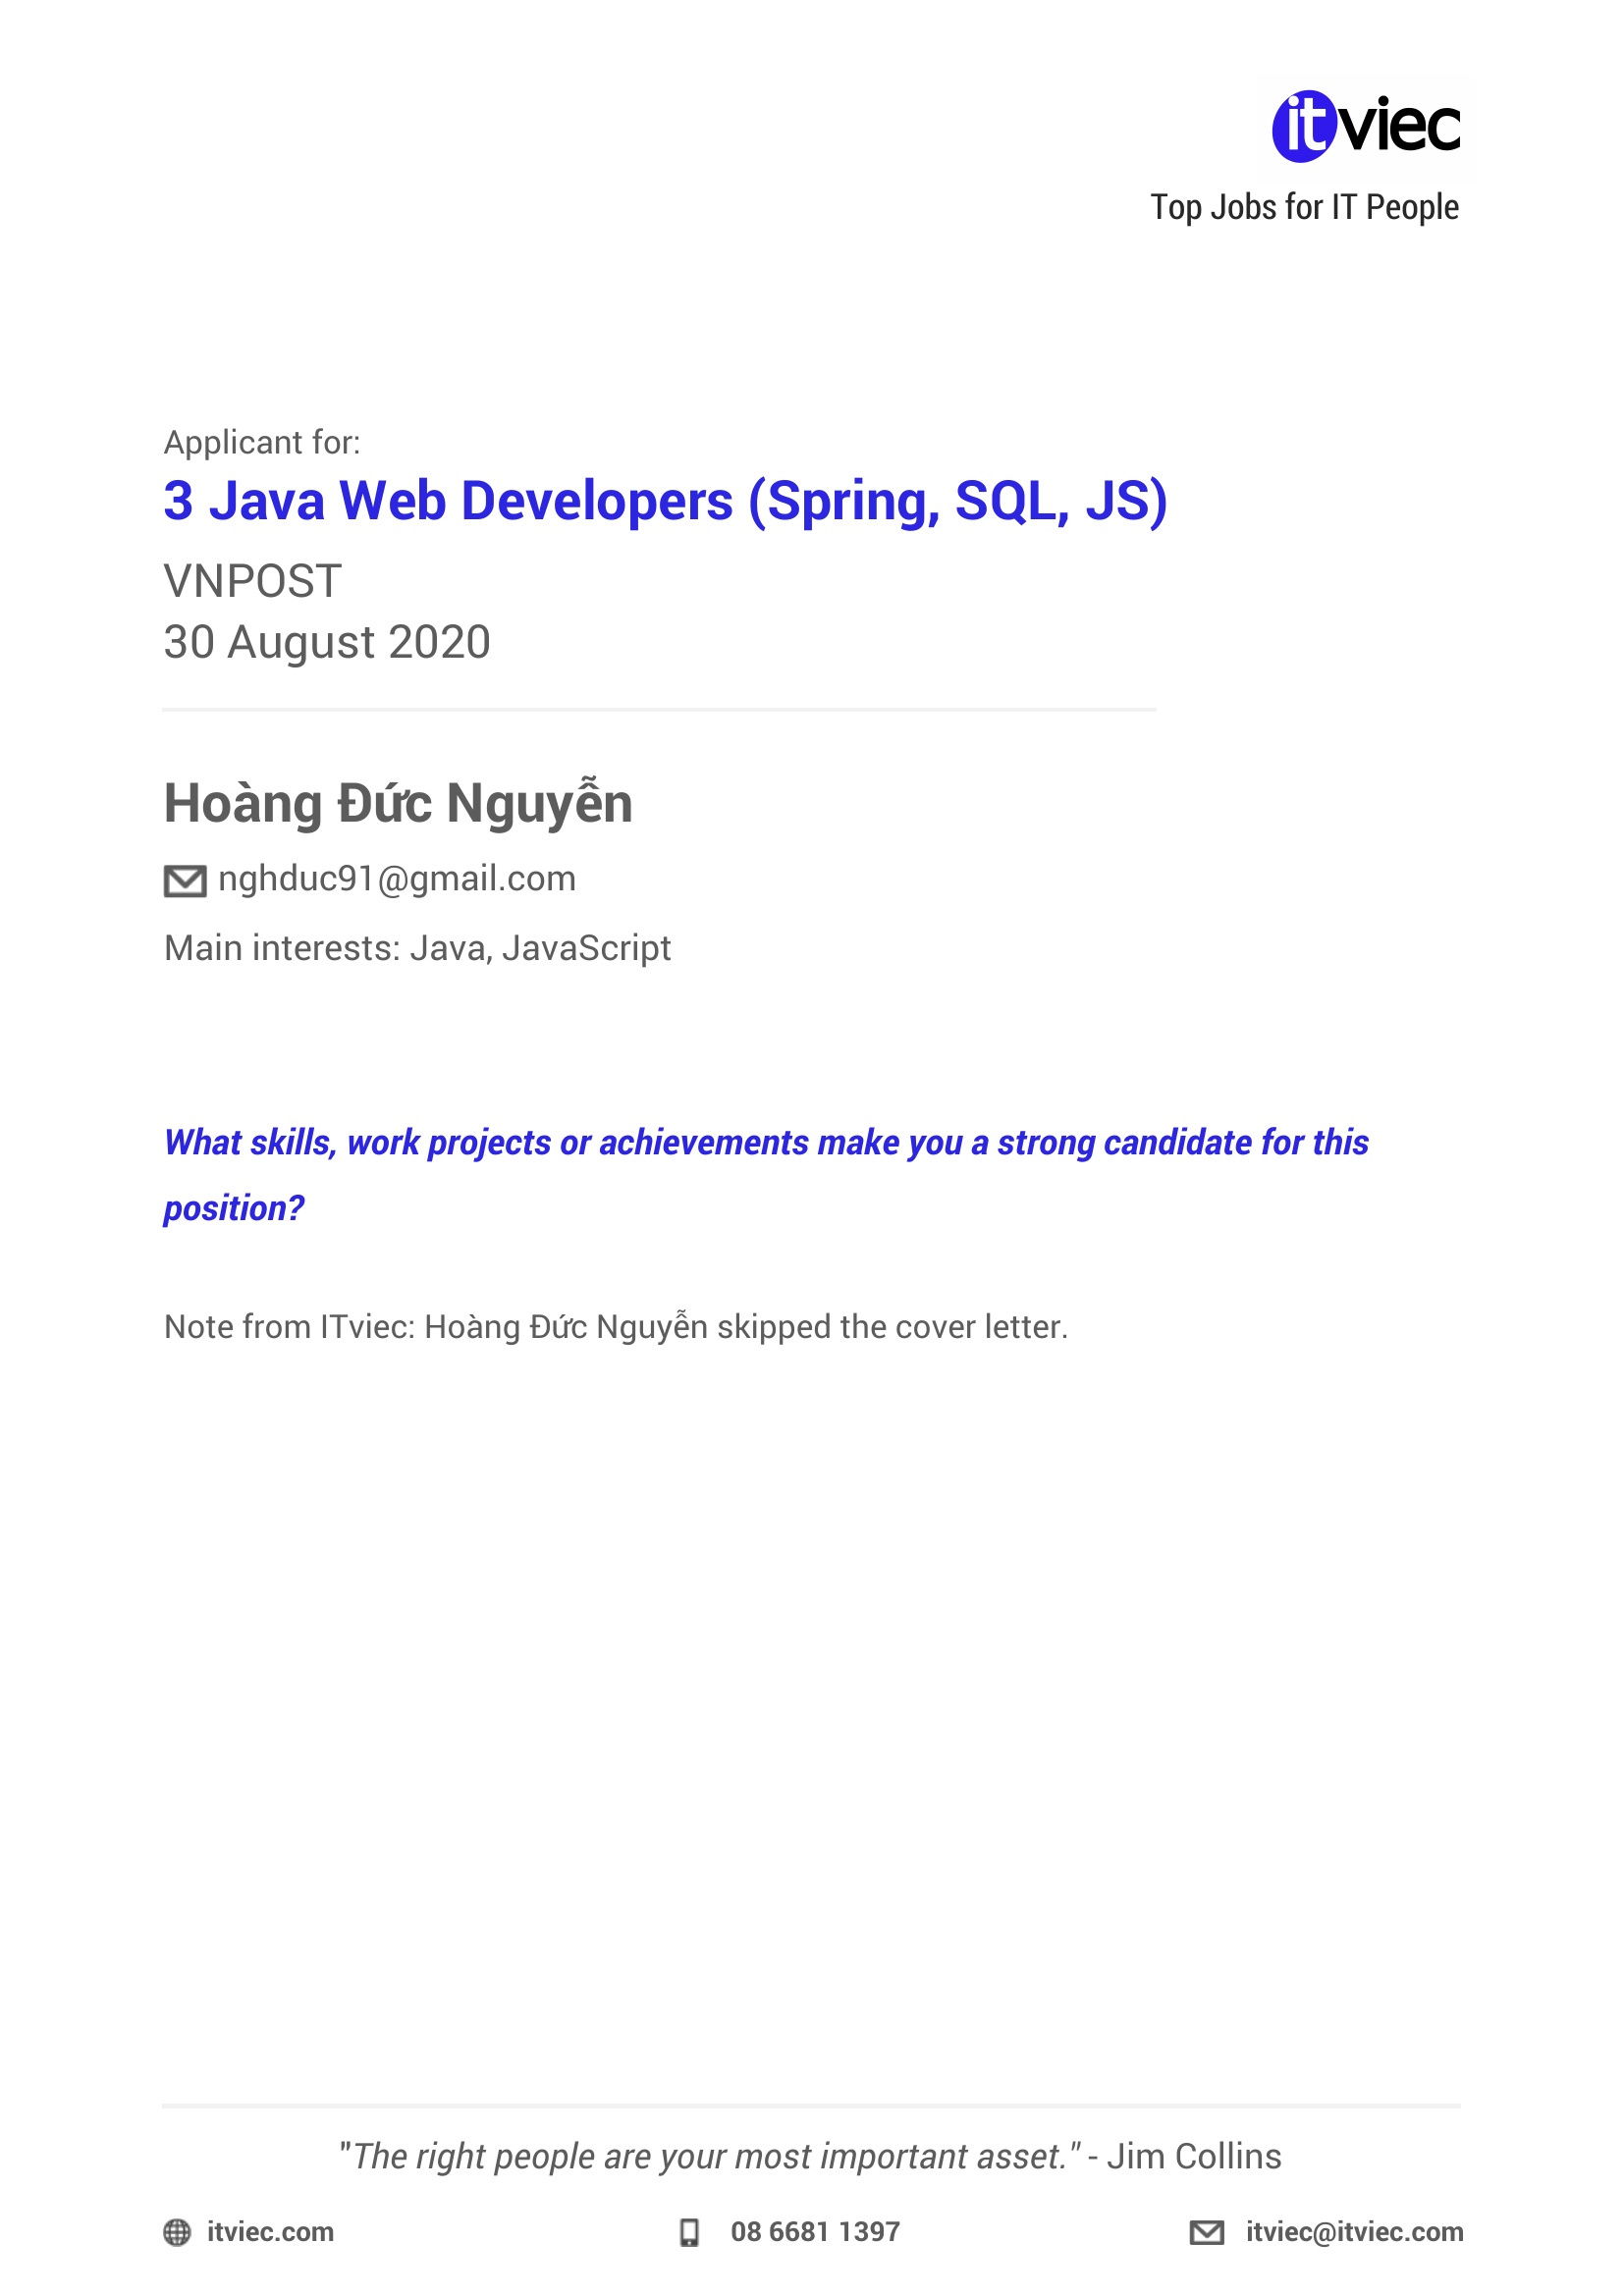 itviec
Top Jobs for IT People
Applicant for:
3 Java Web Developers (Spring, SQL, JS)
VNPOST
30 August 2020
Hoàng Đức Nguyễn
nghduc91@gmail.com
Main interests: Java, JavaScript
What skills, work projects or achievements make you a strong candidate for this
position?
Note from ITviec: Hoàng Đức Nguyễn skipped the cover letter.
"The right people are your most important asset." - Jim Collins
itviec.com 08 6681 1397 itviec@itviec.com